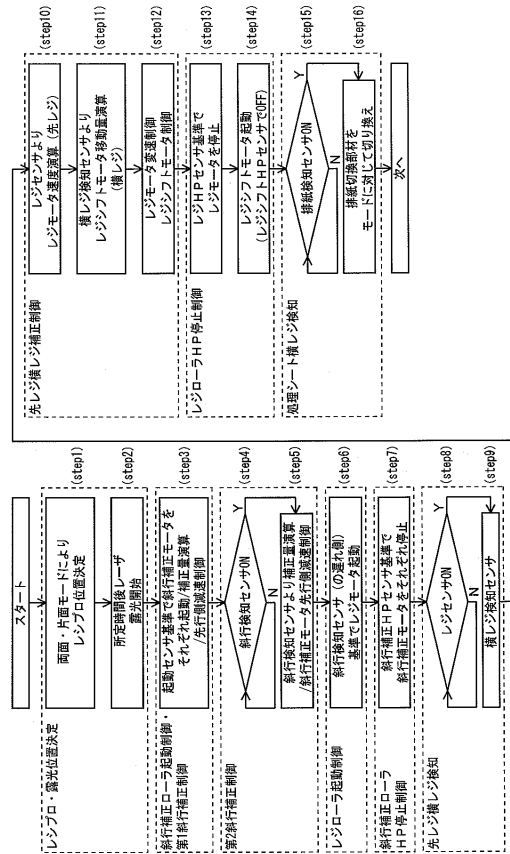 スタート
レシプロ・露光位置決定
両面・片面モードにより
レシプロ位置決定
(step1)
所定時間後レーザ
露光開始
(step2)
斜行補正ローラ起動制御・
第1斜行補正制御
起動センサ基準で斜行補正モータを
それぞれ起動/補正量演算
/先行側減速制御
(step3)
第2斜行補正制御
斜行検知センサON
Y
N
(step4)
斜行検知センサより補正量演算
/斜行補正モータ先行側減速制御
(step5)
レジローラ起動制御
斜行検知センサ(の遅れ側)
基準でレジモータ起動
(step6)
斜行補正ローラ
HP停止制御
斜行補正HPセンサ基準で
斜行補正モータをそれぞれ停止
(step7)
先レジ横レジ検知
レジセンサON
Y
N
(step8)
横レジ検知センサ
(step9)
先レジ横レジ補正制御
レジセンサより
レジモータ速度演算(先レジ)
(step10)
横レジ検知センサより
レジシフトモータ移動量演算
(横レジ)
(step11)
レジモータ変速制御
レジシフトモータ制御
(step12)
レジローラHP停止制御
レジHPセンサ基準で
レジモータを停止
(step13)
レジシフトモータ起動
(レジシフトHPセンサでOFF)
(step14)
処理シート横レジ検知
排紙検知センサON
Y
N
(step15)
排紙切換部材を
モードに対して切り換え
(step16)
次へ